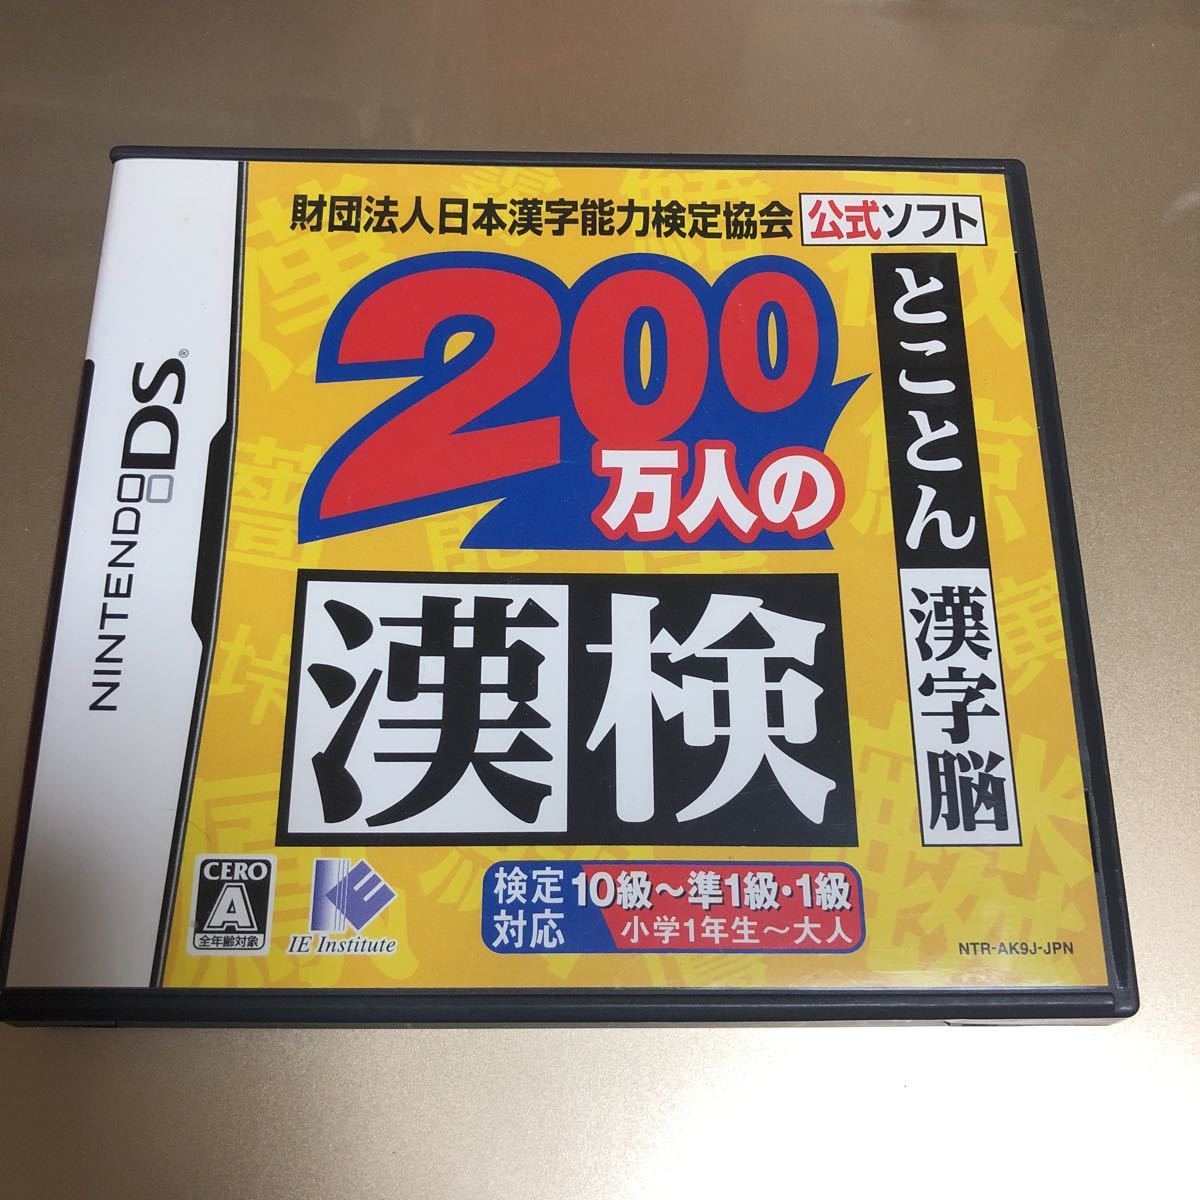 財団法人日本漢字能力検定協会 公式ソフト
200
万人の
漢検
とことん
漢字脳
NINTENDO DS®
CERO
A
全年齢対象
IE Institute
検定
対応
10級～準1級・1級
小学1年生～大人
NTR-AK9J-JPN